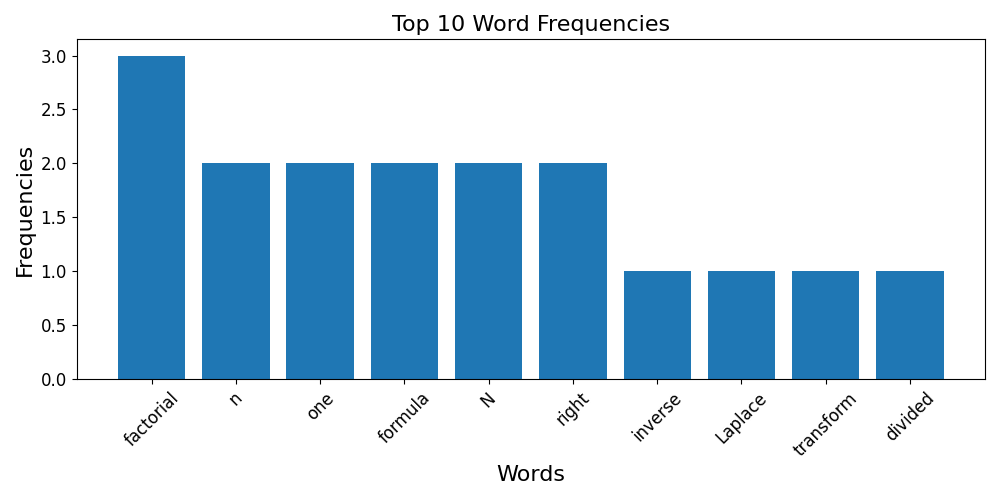 Top 10 Word Frequencies
3.0
2.5
2.0
1.5
1.0
0.5
0.0
Frequencies
factorial n one formula N right inverse Laplace transform divided
Words